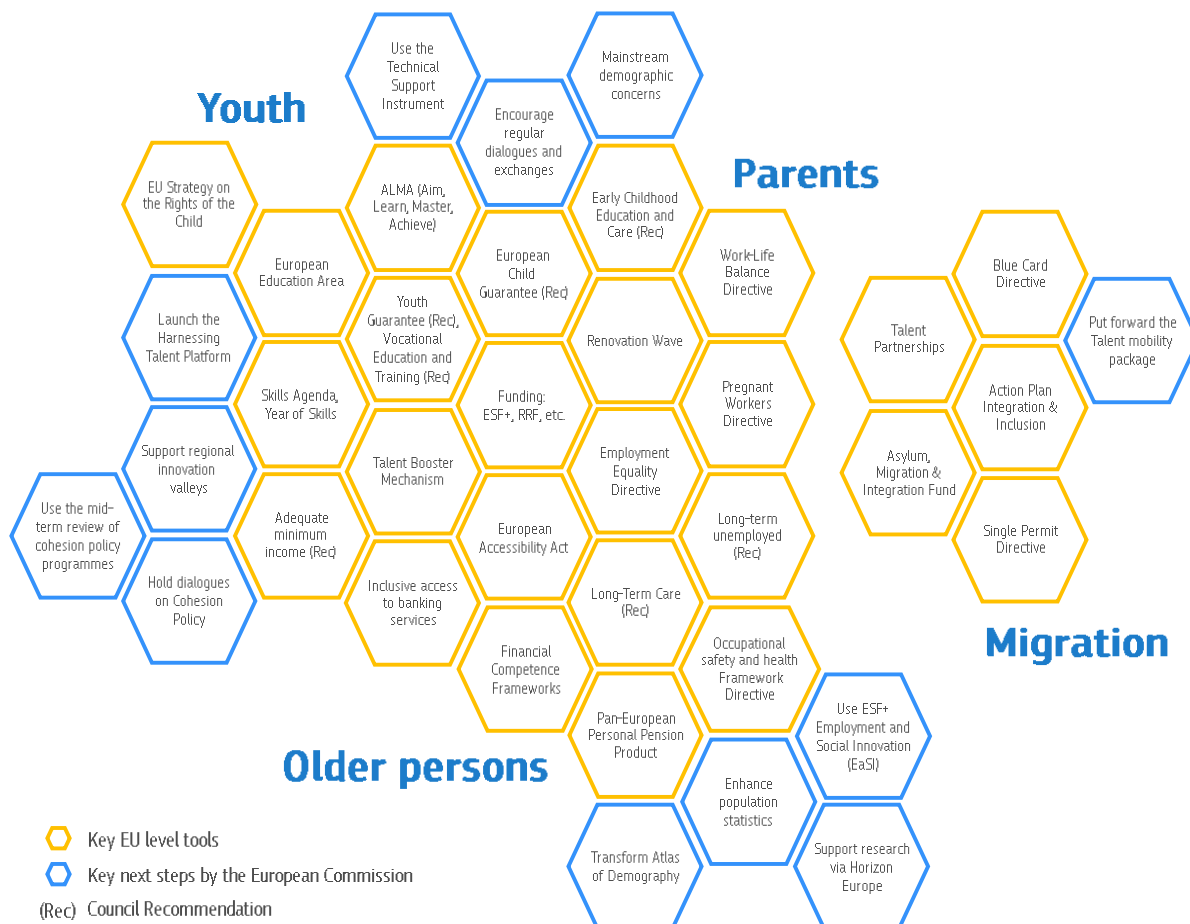 Use the
Technical
Support
Instrument
Mainstream
demographic
concerns
Youth
Encourage
regular
dialogues and
exchanges
EU Strategy on
the Rights of the
Child
ALMA (Aim,
Learn, Master,
Achieve)
Early Childhood
Education and
Care (Rec)
Parents
European
Education Area
European
Child
Guarantee (Rec)
Work-Life
Balance
Directive
Blue Card
Directive
Launch the
Harnessing
Talent Platform
Youth
Guarantee (Rec),
Vocational
Education and
Training (Rec)
Renovation Wave
Talent
Partnerships
Put forward the
Talent mobility
package
Skills Agenda,
Year of Skills
Funding:
ESF+, RRF, etc.
Pregnant
Workers
Directive
Action Plan
Integration &
Inclusion
Support regional
innovation
valleys
Talent Booster
Mechanism
Employment
Equality
Directive
Asylum,
Migration &
Integration Fund
Use the mid-
term review of
cohesion policy
programmes
Adequate
minimum
income (Rec)
European
Accessibility Act
Long-term
unemployed
(Rec)
Single Permit
Directive
Hold dialogues
on Cohesion
Policy
Inclusive access
to banking
services
Long-Term Care
(Rec)
Migration
Financial
Competence
Frameworks
Occupational
safety and health
Framework
Directive
Older persons
Pan-European
Personal Pension
Product
Use ESF+
Employment and
Social Innovation
(EaSI)
Enhance
population
statistics
Transform Atlas
of Demography
Support research
via Horizon
Europe
Key EU level tools
Key next steps by the European Commission
(Rec) Council Recommendation